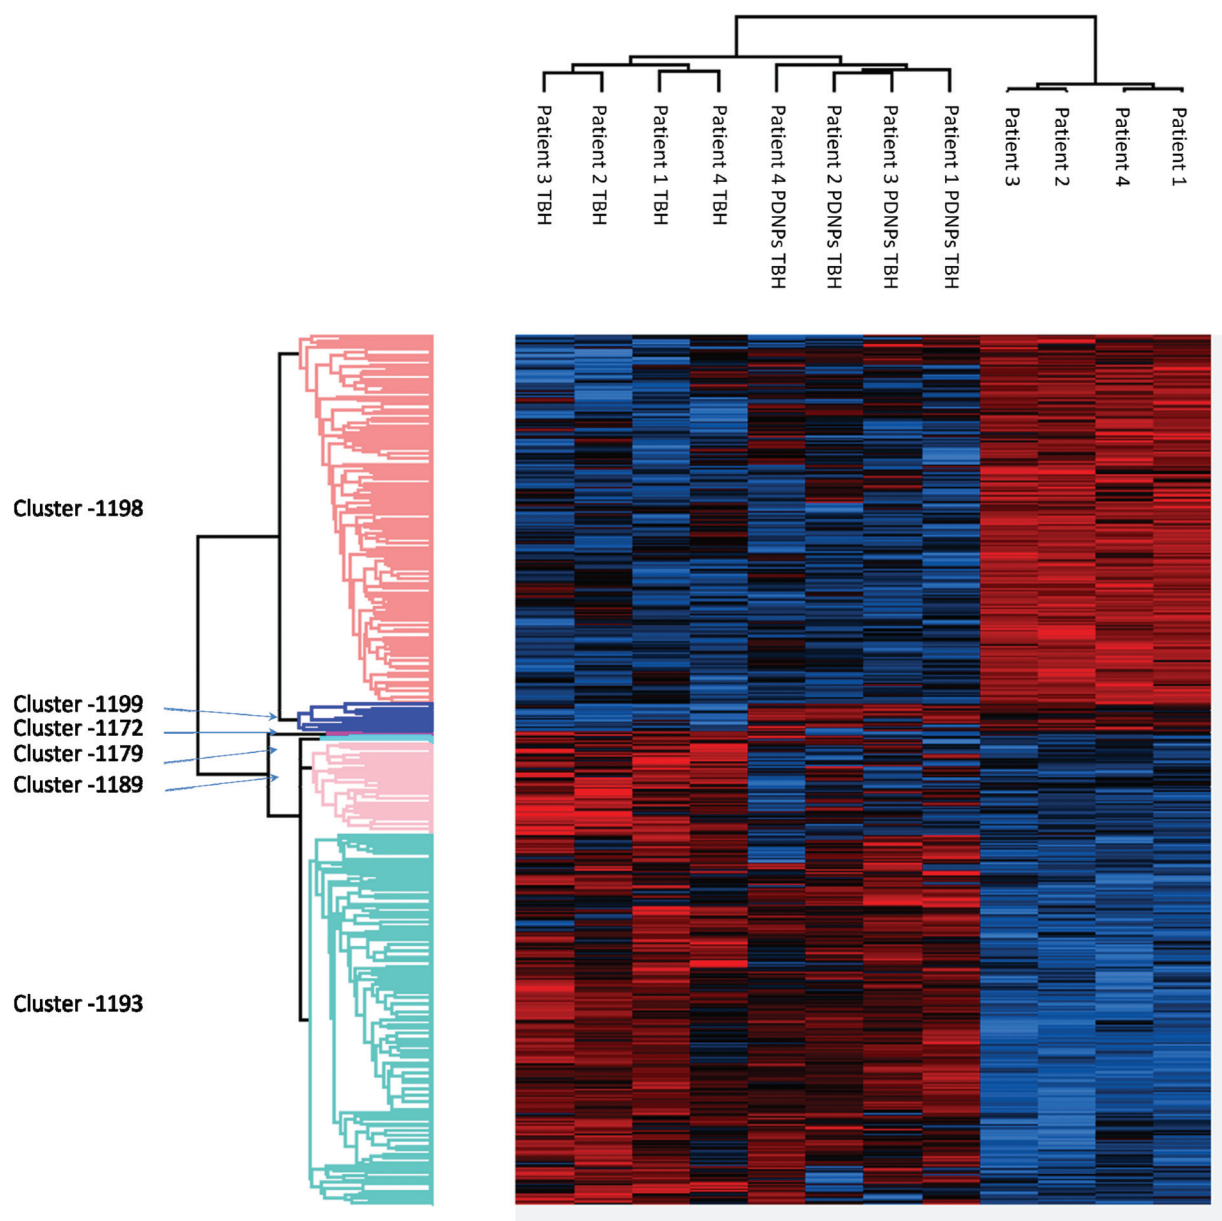 Patient 3 TBH
Patient 2 TBH
Patient 1 TBH
Patient 4 TBH
Patient 4 PDNPs TBH
Patient 2 PDNPs TBH
Patient 3 PDNPs TBH
Patient 1 PDNPs TBH
Patient 3
Patient 2
Patient 4
Patient 1
Cluster -1198
Cluster -1199
Cluster -1172
Cluster -1179
Cluster -1189
Cluster -1193